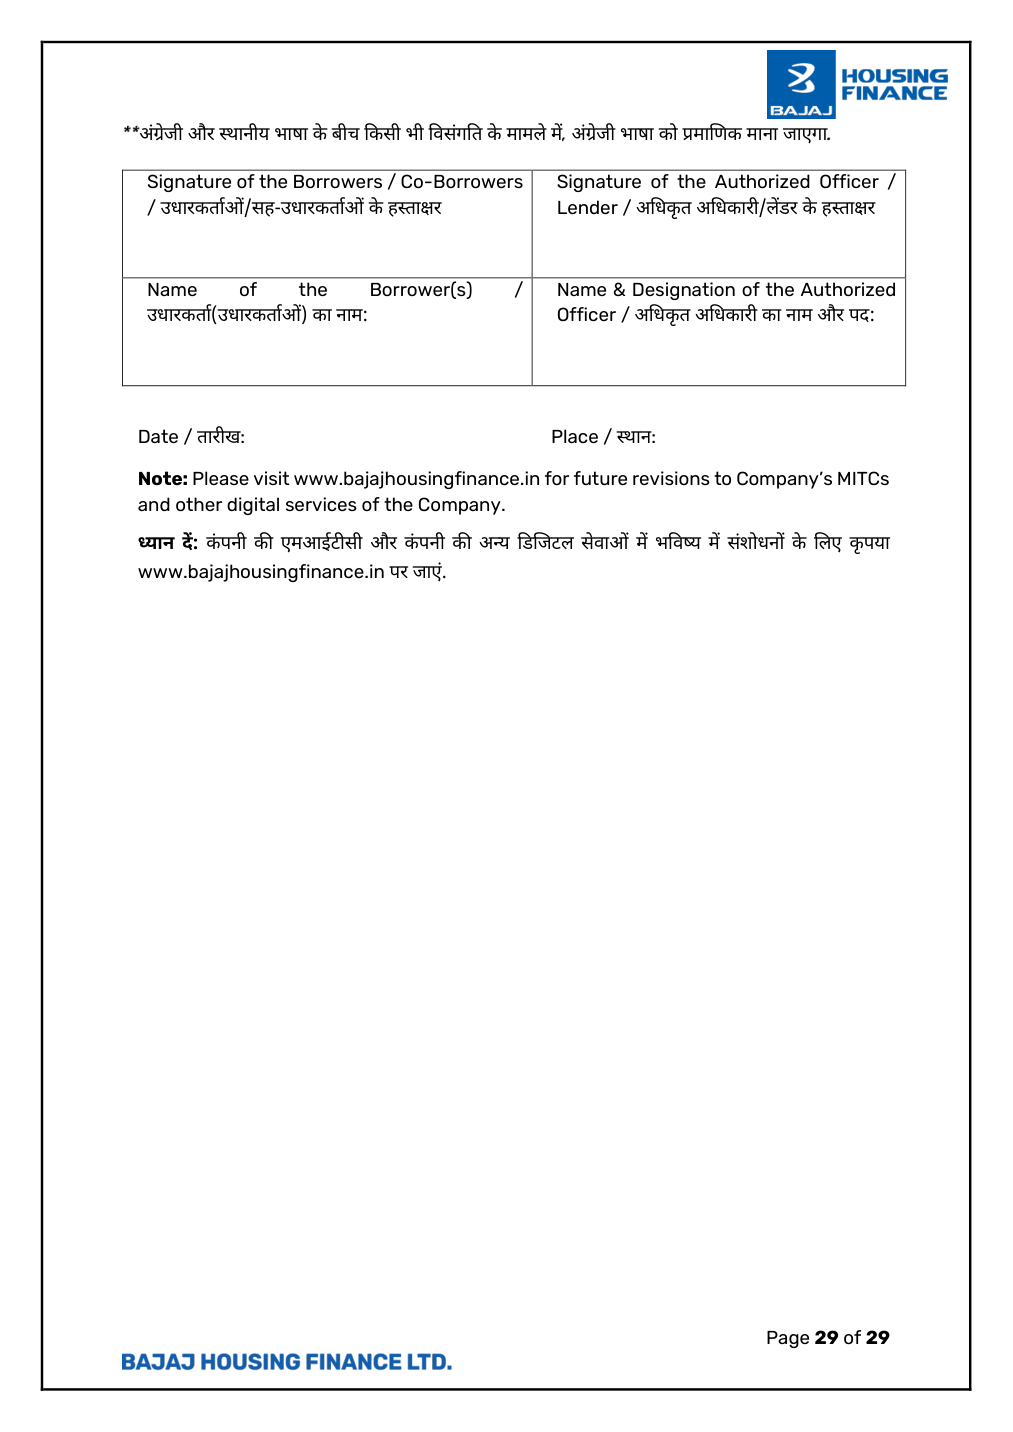 BAJAJ
HOUSING
FINANCE
**अंग्रेजी और स्थानीय भाषा के बीच किसी भी विसंगति के मामले में, अंग्रेजी भाषा को प्रमाणिक माना जाएगा.
Signature of the Borrowers / Co-Borrowers
/ उधारकर्ताओं/सह-उधारकर्ताओं के हस्ताक्षर
Signature of the Authorized Officer /
Lender / अधिकृत अधिकारी/लेंडर के हस्ताक्षर
Name of the Borrower(s) /
उधारकर्ता(उधारकर्ताओं) का नाम:
Name & Designation of the Authorized
Officer / अधिकृत अधिकारी का नाम और पद:
Date / तारीख:
Place / स्थान:
Note: Please visit www.bajajhousingfinance.in for future revisions to Company’s MITCs
and other digital services of the Company.
ध्यान दें: कंपनी की एमआईटीसी और कंपनी की अन्य डिजिटल सेवाओं में भविष्य में संशोधनों के लिए कृपया
www.bajajhousingfinance.in पर जाएं.
Page 29 of 29
BAJAJ HOUSING FINANCE LTD.